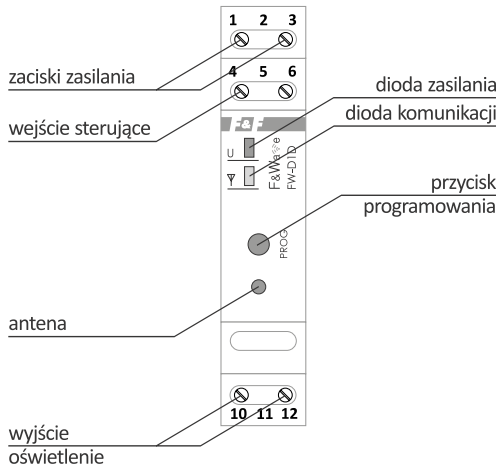 1 2 3
zaciski zasilania
4 5 6
wejście sterujące
dioda zasilania
dioda komunikacji
F&F
U
F&Wave
FW-D1D
przycisk
programowania
PROG
antena
10 11 12
wyjście
oświetlenie